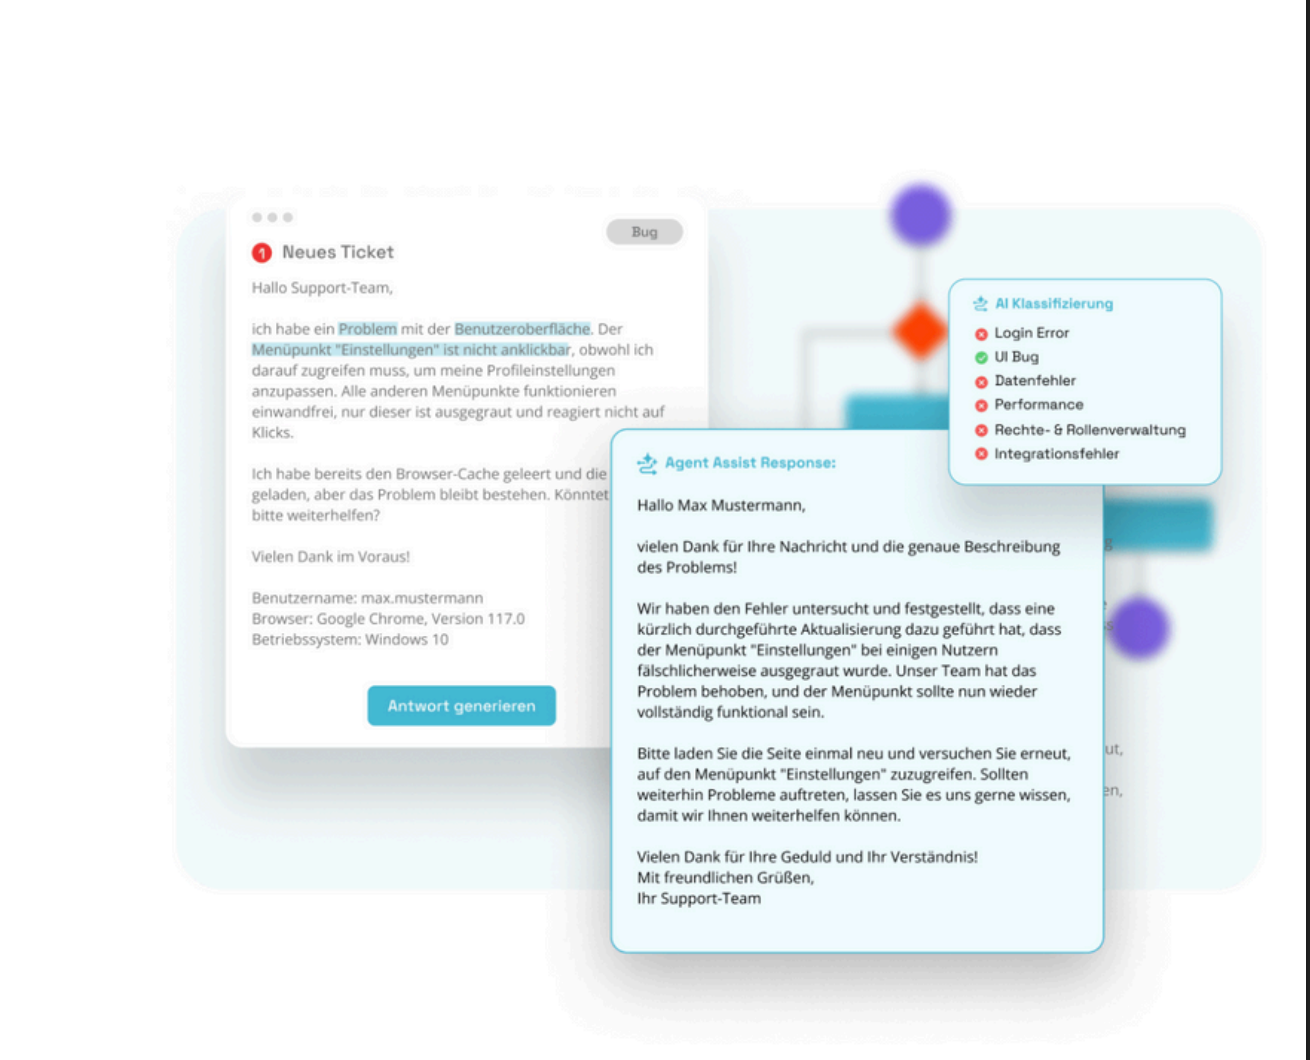 Bug
1 Neues Ticket
Hallo Support-Team,
ich habe ein Problem mit der Benutzeroberfläche. Der
Menüpunkt "Einstellungen" ist nicht anklickbar, obwohl ich
darauf zugreifen muss, um meine Profileinstellungen
anzupassen. Alle anderen Menüpunkte funktionieren
einwandfrei, nur dieser ist ausgegraut und reagiert nicht auf
Klicks.
Ich habe bereits den Browser-Cache geleert und die
geladen, aber das Problem bleibt bestehen. Könntet
bitte weiterhelfen?
Vielen Dank im Voraus!
Benutzername: max.mustermann
Browser: Google Chrome, Version 117.0
Betriebssystem: Windows 10
Antwort generieren
AI Klassifizierung
Login Error
UI Bug
Datenfehler
Performance
Rechte- & Rollenverwaltung
Integrationsfehler
Agent Assist Response:
Hallo Max Mustermann,
vielen Dank für Ihre Nachricht und die genaue Beschreibung
des Problems!
Wir haben den Fehler untersucht und festgestellt, dass eine
kürzlich durchgeführte Aktualisierung dazu geführt hat, dass
der Menüpunkt "Einstellungen" bei einigen Nutzern
fälschlicherweise ausgegraut wurde. Unser Team hat das
Problem behoben, und der Menüpunkt sollte nun wieder
vollständig funktional sein.
Bitte laden Sie die Seite einmal neu und versuchen Sie erneut,
auf den Menüpunkt "Einstellungen" zuzugreifen. Sollten
weiterhin Probleme auftreten, lassen Sie es uns gerne wissen,
damit wir Ihnen weiterhelfen können.
Vielen Dank für Ihre Geduld und Ihr Verständnis!
Mit freundlichen Grüßen,
Ihr Support-Team